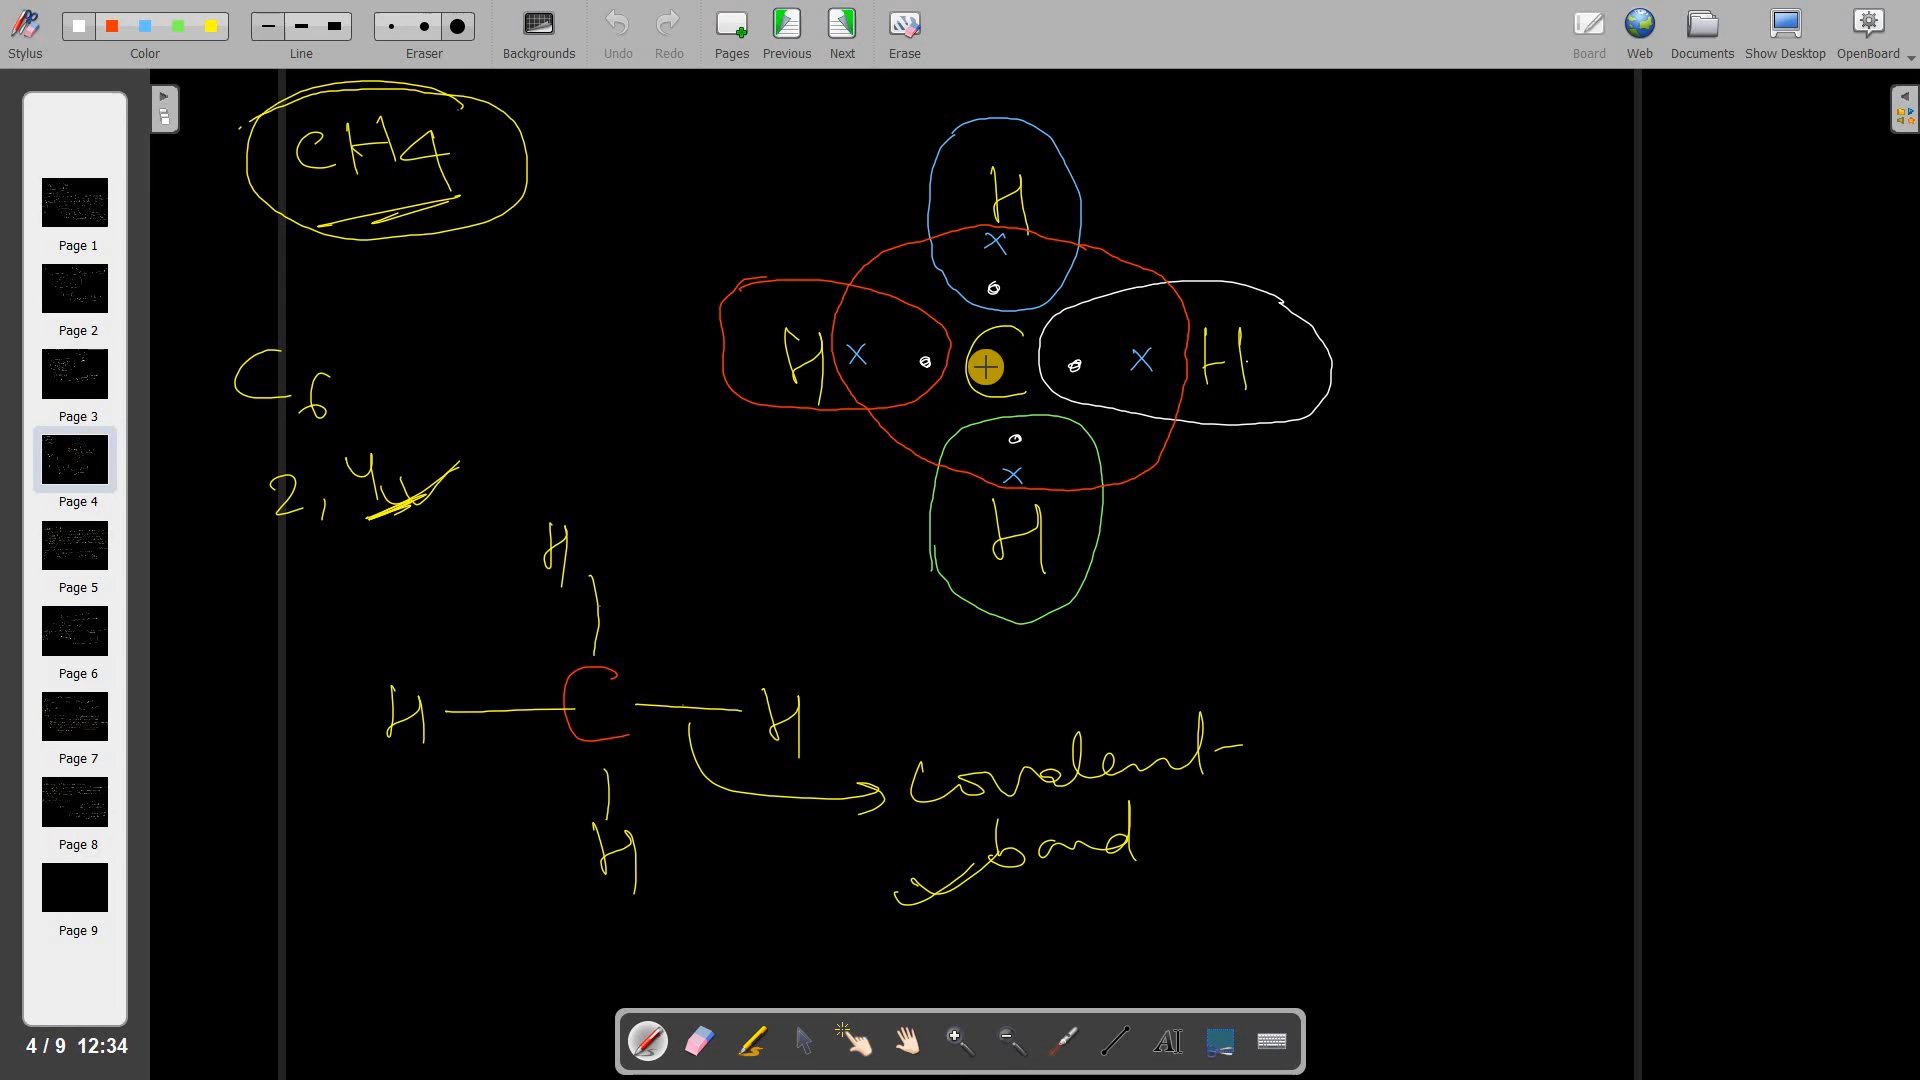 Stylus
Color
Line
Eraser
Backgrounds
Undo
Redo
Pages
Previous
Next
Erase
Board
Web
Documents
Show Desktop
OpenBoard
Page 1
Page 2
Page 3
Page 4
Page 5
Page 6
Page 7
Page 8
Page 9
4 / 9 12:34
CH4
H
H x C x H
x
H
C6
2, 4
H
H — C — H
H
Covalent
bond
AI